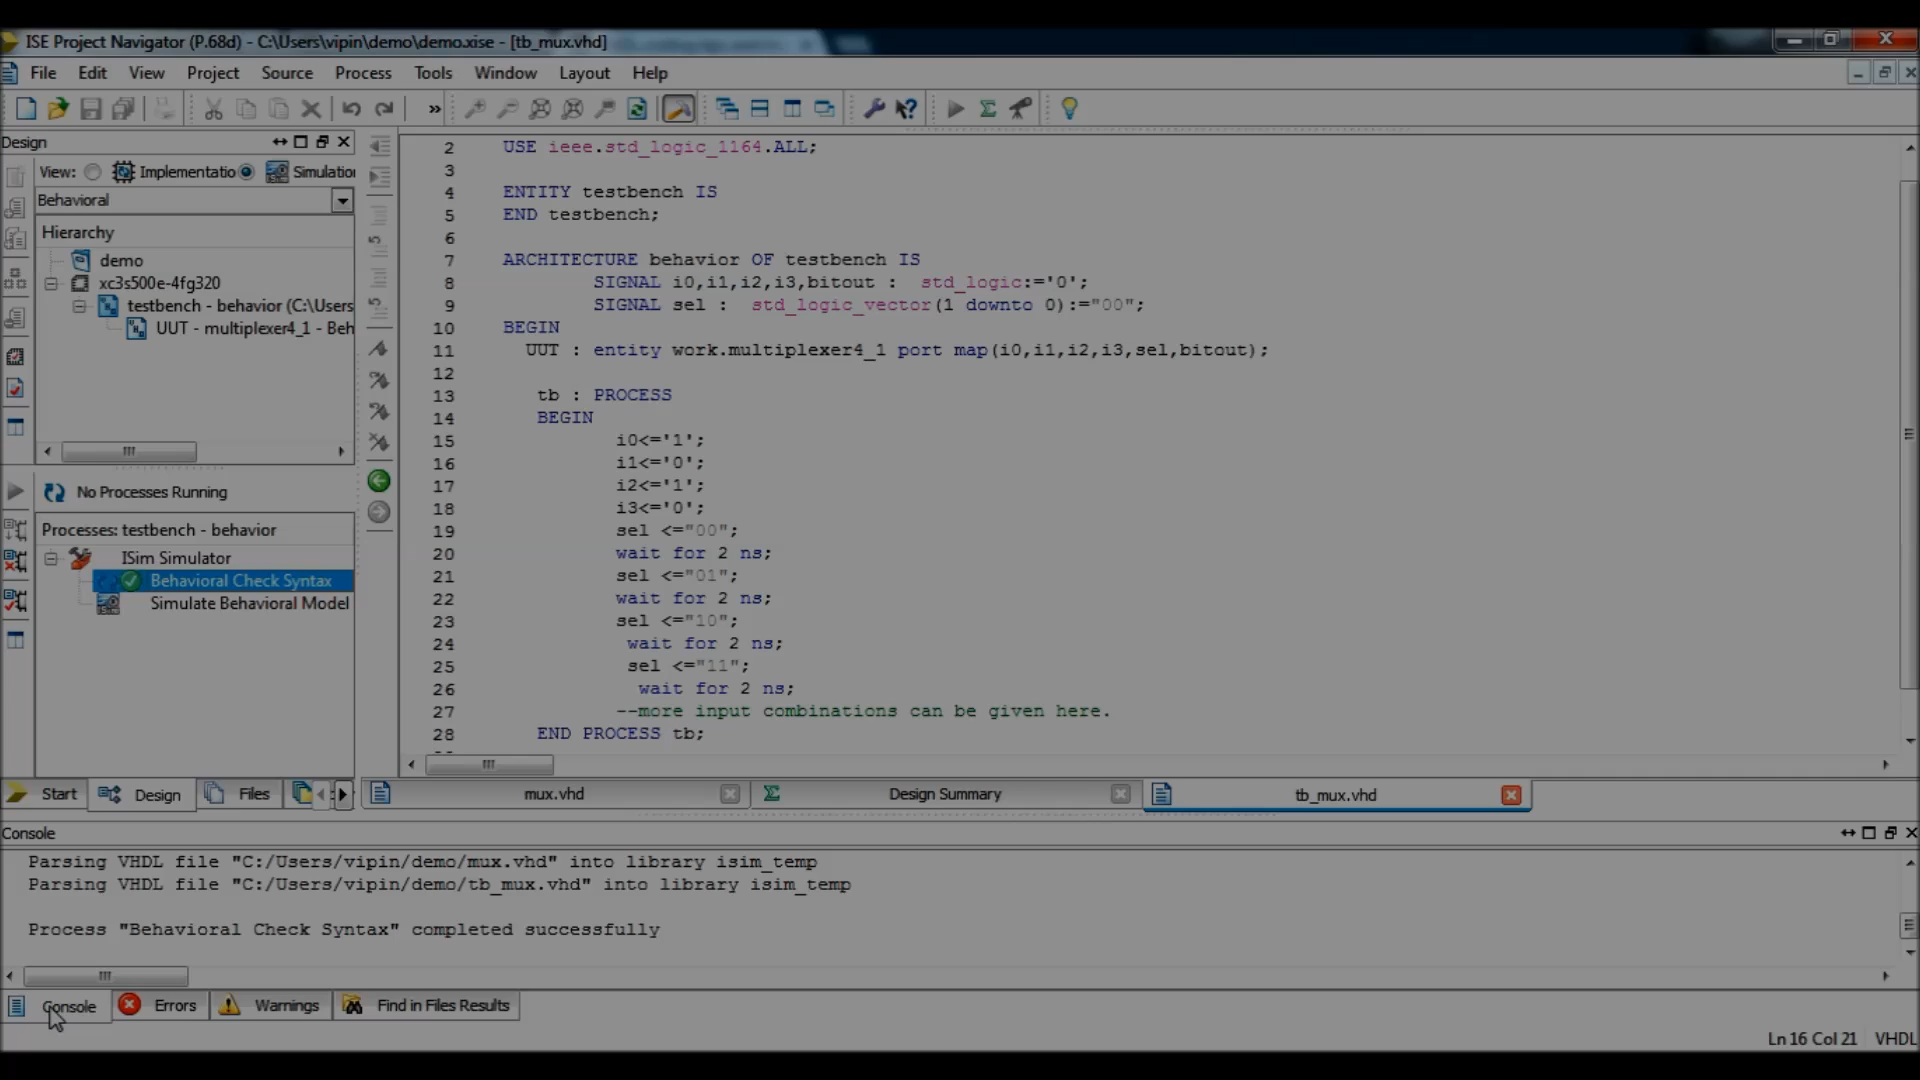 ISE Project Navigator (P.68d) - C:\Users\vipin\demo\demo.xise - [tb_mux.vhd]
File Edit View Project Source Process Tools Window Layout Help
Design
View: Implementatio Simulation
Behavioral
Hierarchy
demo
xc3s500e-4fg320
testbench - behavior (C:\Users
UUT - multiplexer4_1 - Beh
No Processes Running
Processes: testbench - behavior
ISim Simulator
Behavioral Check Syntax
Simulate Behavioral Model
Start Design Files
2 USE ieee.std_logic_1164.ALL;
3
4 ENTITY testbench IS
5 END testbench;
6
7 ARCHITECTURE behavior OF testbench IS
8 SIGNAL i0,i1,i2,i3,bitout : std_logic:='0';
9 SIGNAL sel : std_logic_vector(1 downto 0):="00";
10 BEGIN
11 UUT : entity work.multiplexer4_1 port map(i0,i1,i2,i3,sel,bitout);
12
13 tb : PROCESS
14 BEGIN
15 i0<='1';
16 i1<='0';
17 i2<='1';
18 i3<='0';
19 sel <="00";
20 wait for 2 ns;
21 sel <="01";
22 wait for 2 ns;
23 sel <="10";
24 wait for 2 ns;
25 sel <="11";
26 wait for 2 ns;
27 --more input combinations can be given here.
28 END PROCESS tb;
mux.vhd Design Summary tb_mux.vhd
Console
Parsing VHDL file "C:/Users/vipin/demo/mux.vhd" into library isim_temp
Parsing VHDL file "C:/Users/vipin/demo/tb_mux.vhd" into library isim_temp
Process "Behavioral Check Syntax" completed successfully
Console Errors Warnings Find in Files Results
Ln 16 Col 21 VHDL